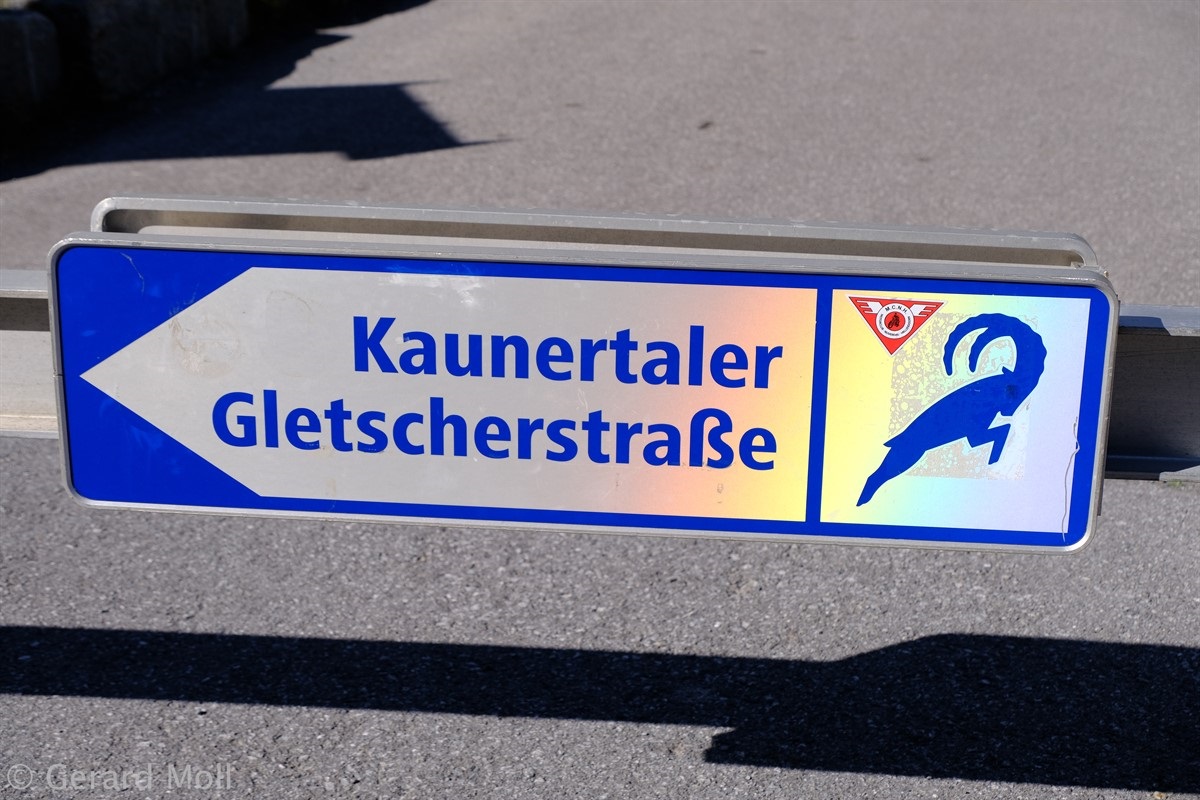 Kaunertaler
Gletscherstraße
M.C.N.H.
© Gerard Moll